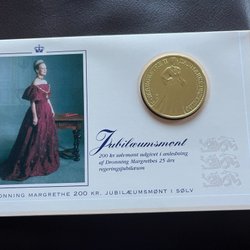 Jubilæumsmønt
200 kr. sølvmønt udgivet i anledning
af Dronning Margrethes 25 års
regeringsjubilæum
DRONNING MARGRETHE 200 KR. JUBILÆUMSMØNT I SØLV